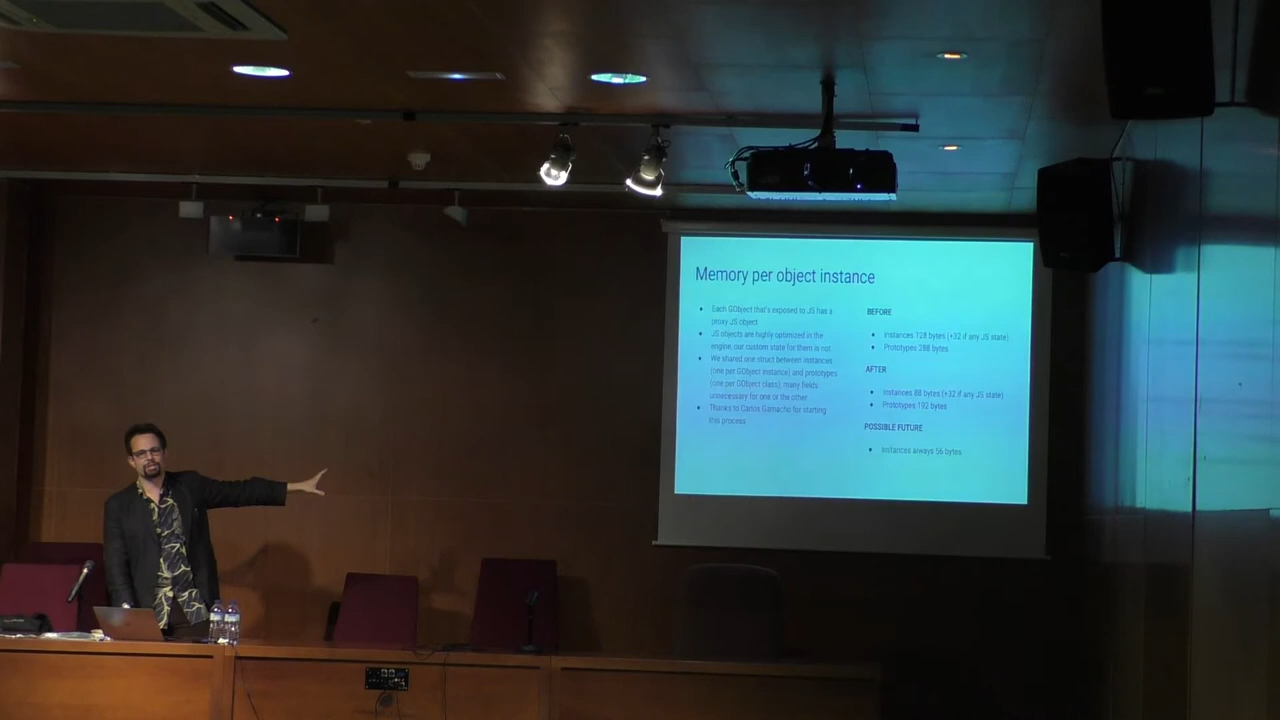 Memory per object instance
Each GObject that's exposed to JS has a
proxy JS object
JS objects are highly optimized in the
engine, our custom state for them is not
We shared one struct between instances
(one per GObject instance) and prototypes
(one per GObject class), many fields
unnecessary for one or the other
Thanks to Carlos Garnacho for starting
this process
BEFORE
Instances 128 bytes (+32 if any JS state)
Prototypes 288 bytes
AFTER
Instances 88 bytes (+32 if any JS state)
Prototypes 192 bytes
POSSIBLE FUTURE
Instances always 56 bytes